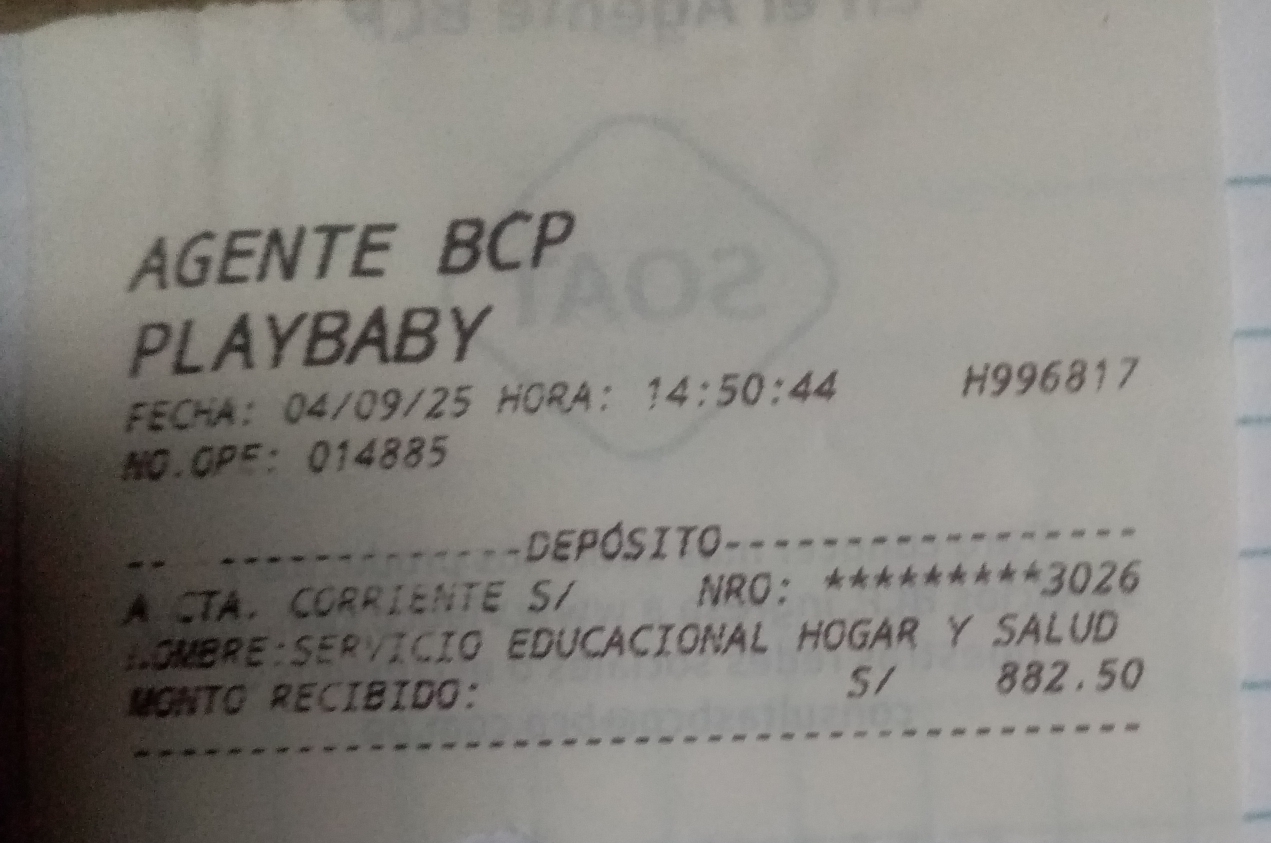 AGENTE BCP
PLAYBABY
FECHA: 04/09/25 HORA: 14:50:44 H996817
NO.OPE: 014885
-- -------------DEPÓSITO-----------------
A CTA. CORRIENTE S/ NRO: *********3026
NOMBRE:SERVICIO EDUCACIONAL HOGAR Y SALUD
MONTO RECIBIDO: S/ 882.50
----------------------------------------
SOAT